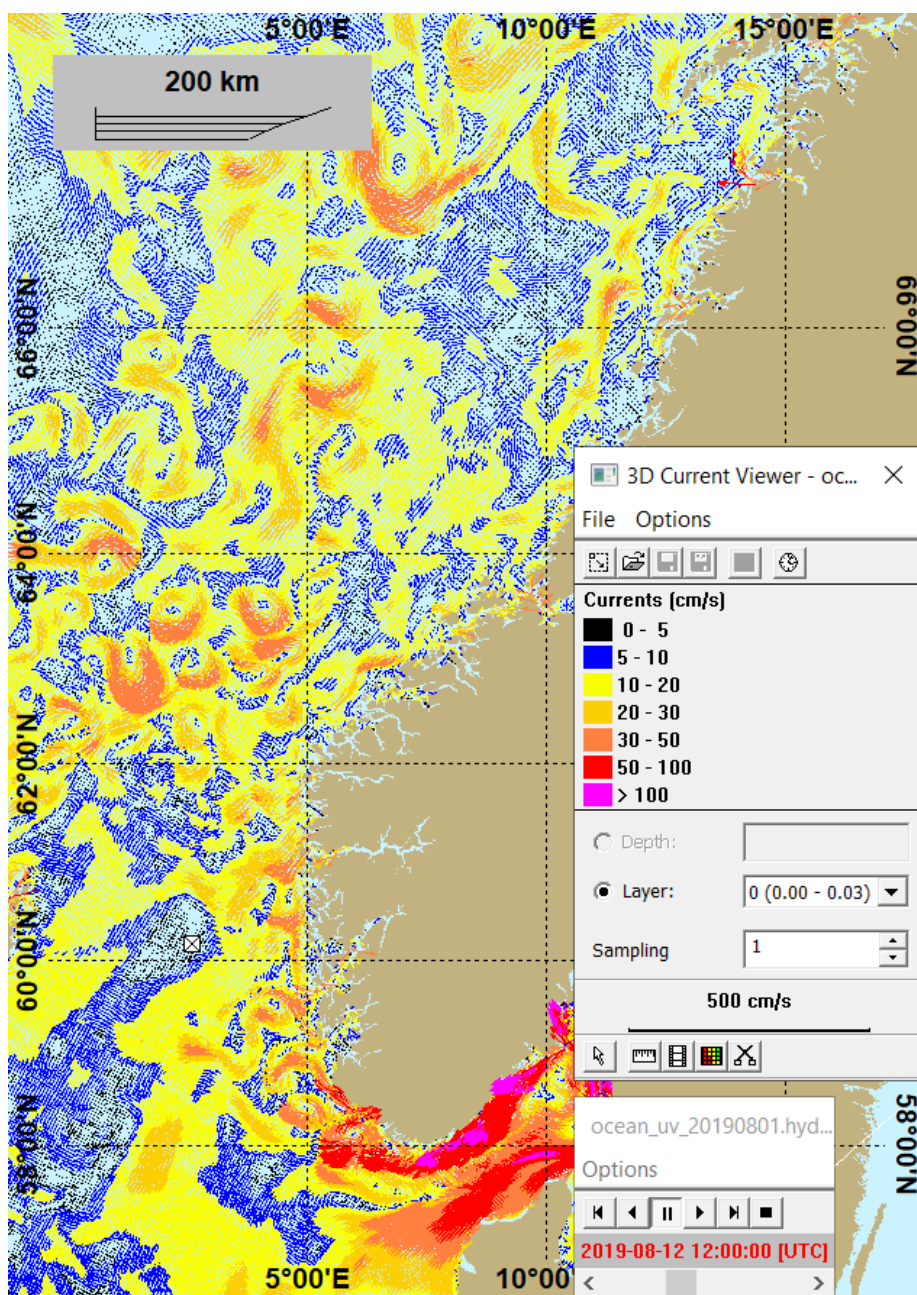 5°00'E 10°00'E 15°00'E
200 km
66°00'N 66°00'N
64°00'N
62°00'N
60°00'N
58°00'N 58°00'N
3D Current Viewer - oc...
File Options
Currents (cm/s)
0 - 5
5 - 10
10 - 20
20 - 30
30 - 50
50 - 100
> 100
Depth:
Layer: 0 (0.00 - 0.03)
Sampling 1
500 cm/s
ocean_uv_20190801.hyd...
Options
2019-08-12 12:00:00 [UTC]
5°00'E 10°00